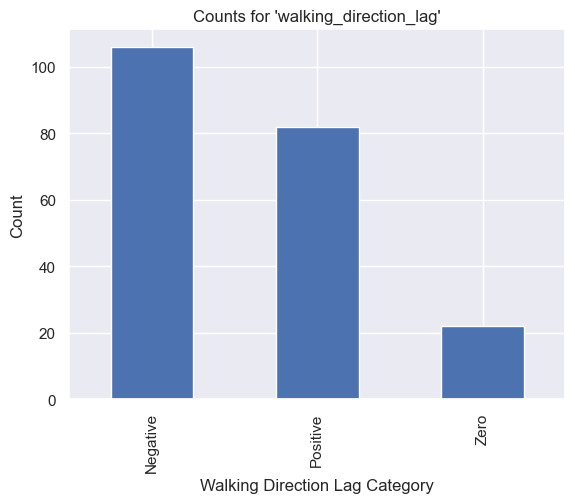 Counts for 'walking_direction_lag'
100
80
60
40
20
0
Count
Negative
Positive
Zero
Walking Direction Lag Category